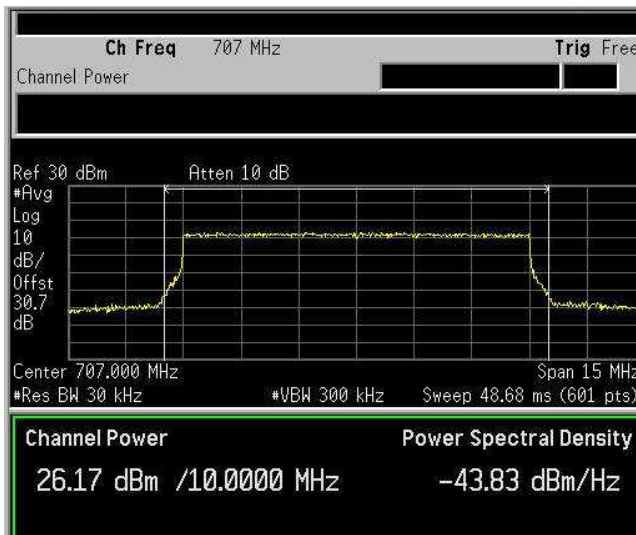 Ch Freq 707 MHz Trig Free
Channel Power
Ref 30 dBm Atten 10 dB
#Avg
Log
10
dB/
Offst
30.7
dB
Center 707.000 MHz Span 15 MHz
#Res BW 30 kHz #VBW 300 kHz Sweep 48.68 ms (601 pts)
Channel Power Power Spectral Density
26.17 dBm /10.0000 MHz -43.83 dBm/Hz